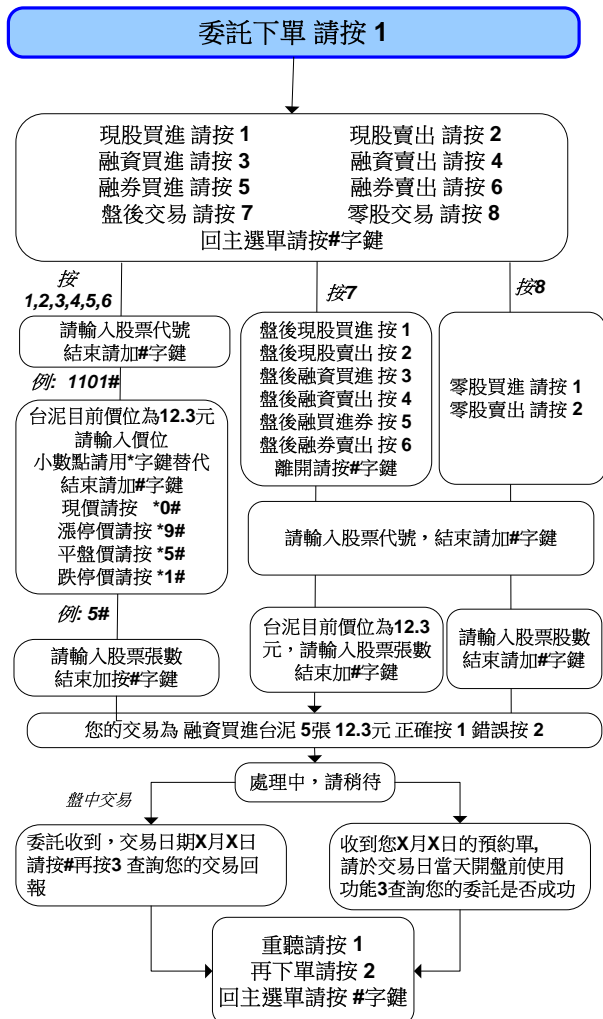 委託下單 請按 1
現股買進 請按 1 現股賣出 請按 2
融資買進 請按 3 融資賣出 請按 4
融券買進 請按 5 融券賣出 請按 6
盤後交易 請按 7 零股交易 請按 8
回主選單請按#字鍵
按
1,2,3,4,5,6
請輸入股票代號
結束請加#字鍵
例: 1101#
台泥目前價位為12.3元
請輸入價位
小數點請用*字鍵替代
結束請加#字鍵
現價請按 *0#
漲停價請按 *9#
平盤價請按 *5#
跌停價請按 *1#
例: 5#
請輸入股票張數
結束加按#字鍵
按7
盤後現股買進 按 1
盤後現股賣出 按 2
盤後融資買進 按 3
盤後融資賣出 按 4
盤後融買進券 按 5
盤後融券賣出 按 6
離開請按#字鍵
按8
零股買進 請按 1
零股賣出 請按 2
請輸入股票代號，結束請加#字鍵
台泥目前價位為12.3
元，請輸入股票張數
結束加#字鍵
請輸入股票股數
結束請加#字鍵
您的交易為 融資買進台泥 5張 12.3元 正確按 1 錯誤按 2
處理中，請稍待
盤中交易
委託收到，交易日期X月X日
請按#再按3 查詢您的交易回
報
收到您X月X日的預約單,
請於交易日當天開盤前使用
功能3查詢您的委託是否成功
重聽請按 1
再下單請按 2
回主選單請按 #字鍵